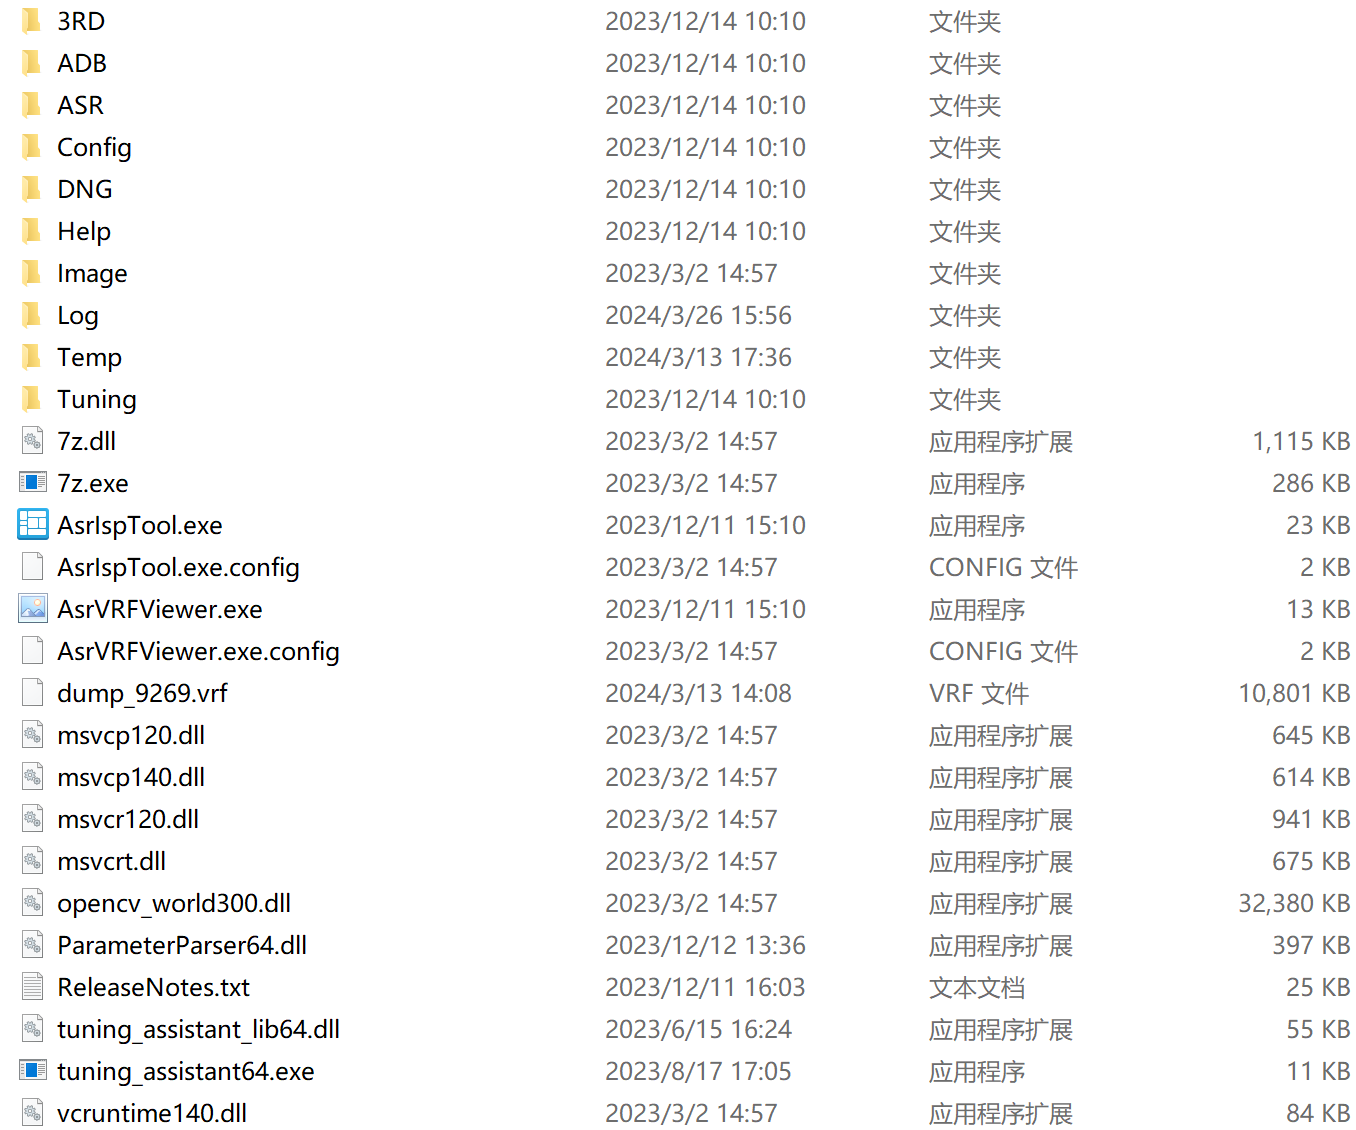 3RD 2023/12/14 10:10 文件夹
ADB 2023/12/14 10:10 文件夹
ASR 2023/12/14 10:10 文件夹
Config 2023/12/14 10:10 文件夹
DNG 2023/12/14 10:10 文件夹
Help 2023/12/14 10:10 文件夹
Image 2023/3/2 14:57 文件夹
Log 2024/3/26 15:56 文件夹
Temp 2024/3/13 17:36 文件夹
Tuning 2023/12/14 10:10 文件夹
7z.dll 2023/3/2 14:57 应用程序扩展 1,115 KB
7z.exe 2023/3/2 14:57 应用程序 286 KB
AsrIspTool.exe 2023/12/11 15:10 应用程序 23 KB
AsrIspTool.exe.config 2023/3/2 14:57 CONFIG 文件 2 KB
AsrVRFViewer.exe 2023/12/11 15:10 应用程序 13 KB
AsrVRFViewer.exe.config 2023/3/2 14:57 CONFIG 文件 2 KB
dump_9269.vrf 2024/3/13 14:08 VRF 文件 10,801 KB
msvcp120.dll 2023/3/2 14:57 应用程序扩展 645 KB
msvcp140.dll 2023/3/2 14:57 应用程序扩展 614 KB
msvcr120.dll 2023/3/2 14:57 应用程序扩展 941 KB
msvcrt.dll 2023/3/2 14:57 应用程序扩展 675 KB
opencv_world300.dll 2023/3/2 14:57 应用程序扩展 32,380 KB
ParameterParser64.dll 2023/12/12 13:36 应用程序扩展 397 KB
ReleaseNotes.txt 2023/12/11 16:03 文本文档 25 KB
tuning_assistant_lib64.dll 2023/6/15 16:24 应用程序扩展 55 KB
tuning_assistant64.exe 2023/8/17 17:05 应用程序 11 KB
vcruntime140.dll 2023/3/2 14:57 应用程序扩展 84 KB